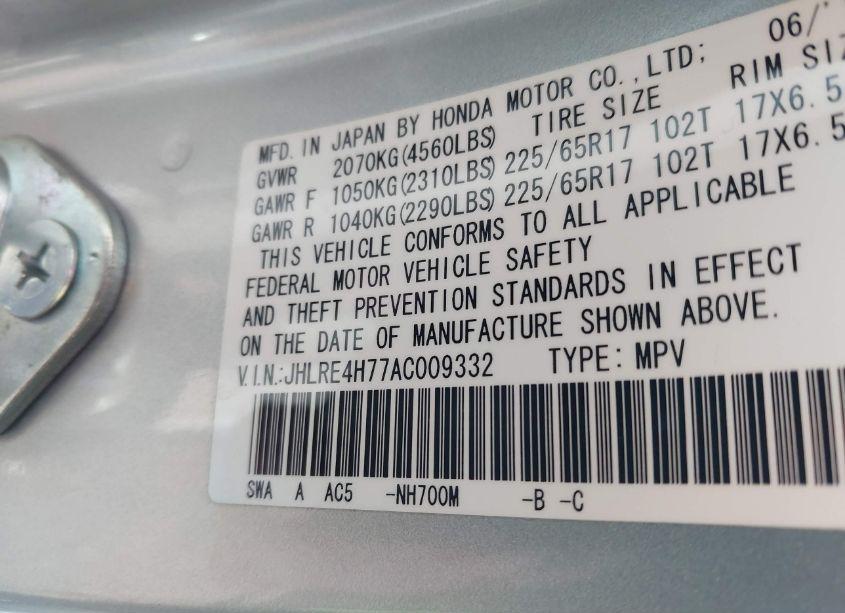 MFD. IN JAPAN BY HONDA MOTOR CO.,LTD; 06/
GVWR 2070KG(4560LBS) TIRE SIZE RIM SIZ
GAWR F 1050KG(2310LBS) 225/65R17 102T 17X6.5
GAWR R 1040KG(2290LBS) 225/65R17 102T 17X6.5
THIS VEHICLE CONFORMS TO ALL APPLICABLE
FEDERAL MOTOR VEHICLE SAFETY
AND THEFT PREVENTION STANDARDS IN EFFECT
ON THE DATE OF MANUFACTURE SHOWN ABOVE.
V.I.N.:JHLRE4H77AC009332 TYPE: MPV
SWA A AC5 -NH700M -B -C